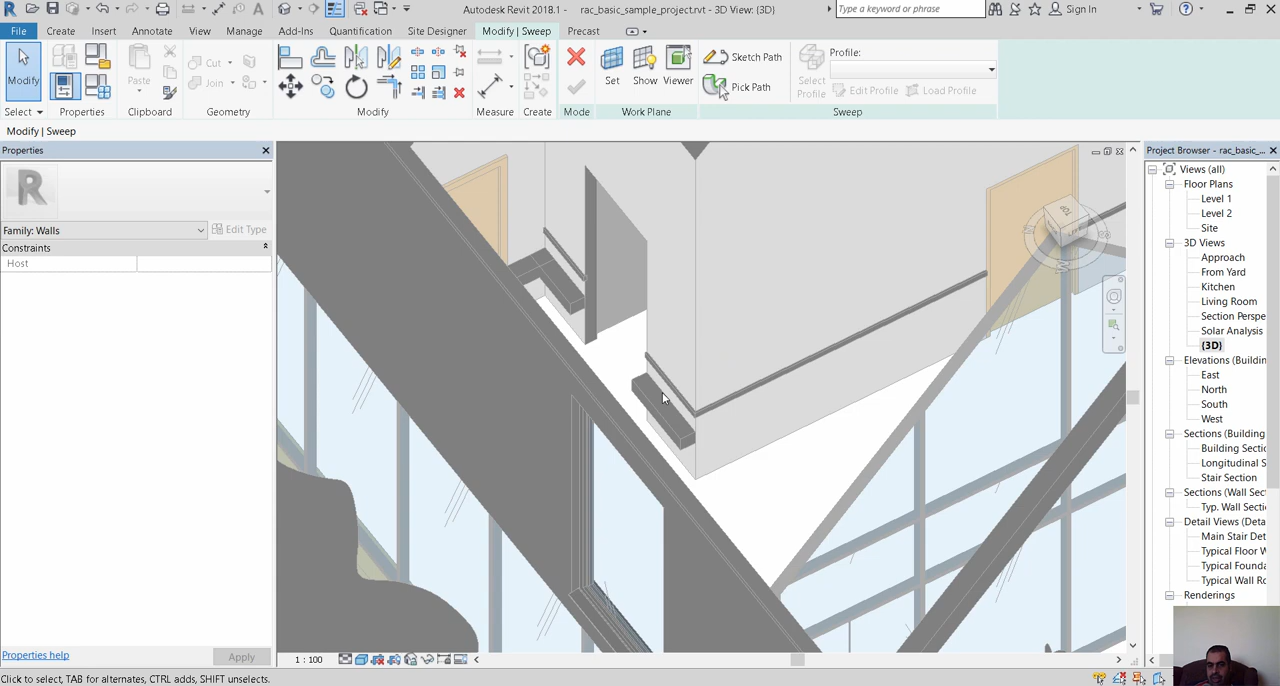 Autodesk Revit 2018.1 - rac_basic_sample_project.rvt - 3D View: {3D}
Type a keyword or phrase
Sign In
File
Create
Insert
Annotate
View
Manage
Add-Ins
Quantification
Site Designer
Modify | Sweep
Precast
Modify
Paste
Cut
Join
Set
Show
Viewer
Sketch Path
Pick Path
Select
Profile
Profile:
Edit Profile
Load Profile
Select
Properties
Clipboard
Geometry
Modify
Measure
Create
Mode
Work Plane
Sweep
Modify | Sweep
Properties
R
Family: Walls
Edit Type
Constraints
Host
Properties help
Apply
TOP
Project Browser - rac_basic_...
Views (all)
Floor Plans
Level 1
Level 2
Site
3D Views
Approach
From Yard
Kitchen
Living Room
Section Perspe
Solar Analysis
{3D}
Elevations (Buildin
East
North
South
West
Sections (Building
Building Sectio
Longitudinal S
Stair Section
Sections (Wall Sect
Typ. Wall Secti
Detail Views (Deta
Main Stair Det
Typical Floor W
Typical Founda
Typical Wall Ro
Renderings
1 : 100
Click to select, TAB for alternates, CTRL adds, SHIFT unselects.